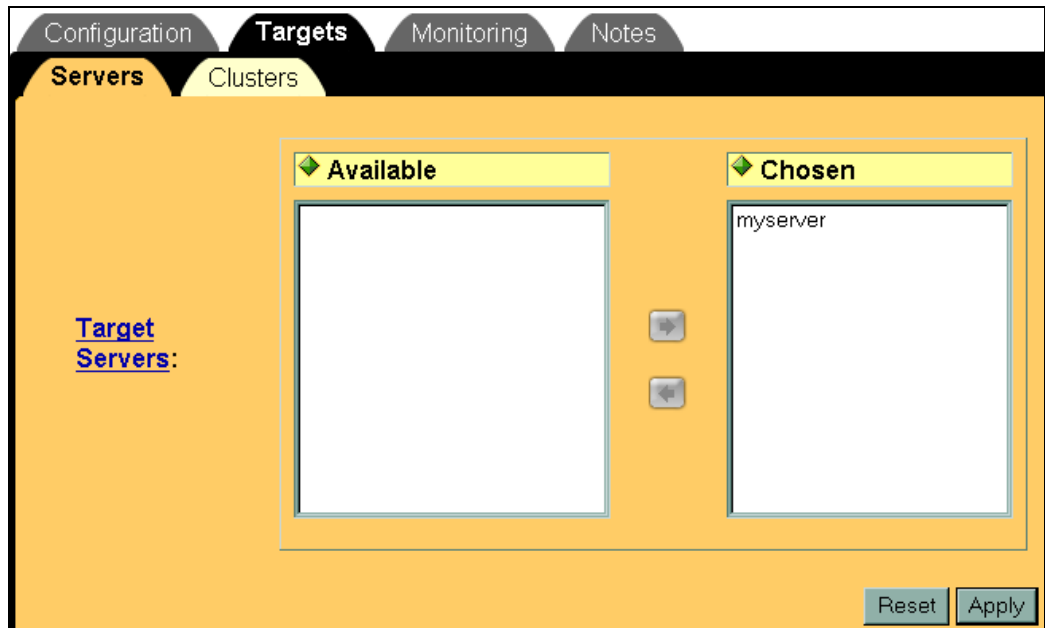 Configuration Targets Monitoring Notes
Servers Clusters
Available Chosen
myserver
Target
Servers:
Reset Apply